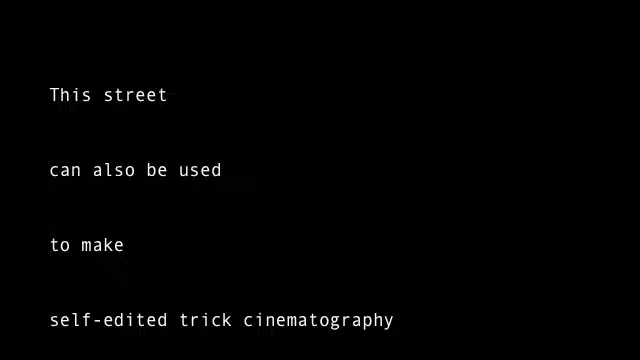 This street
can also be used
to make
self-edited trick cinematography